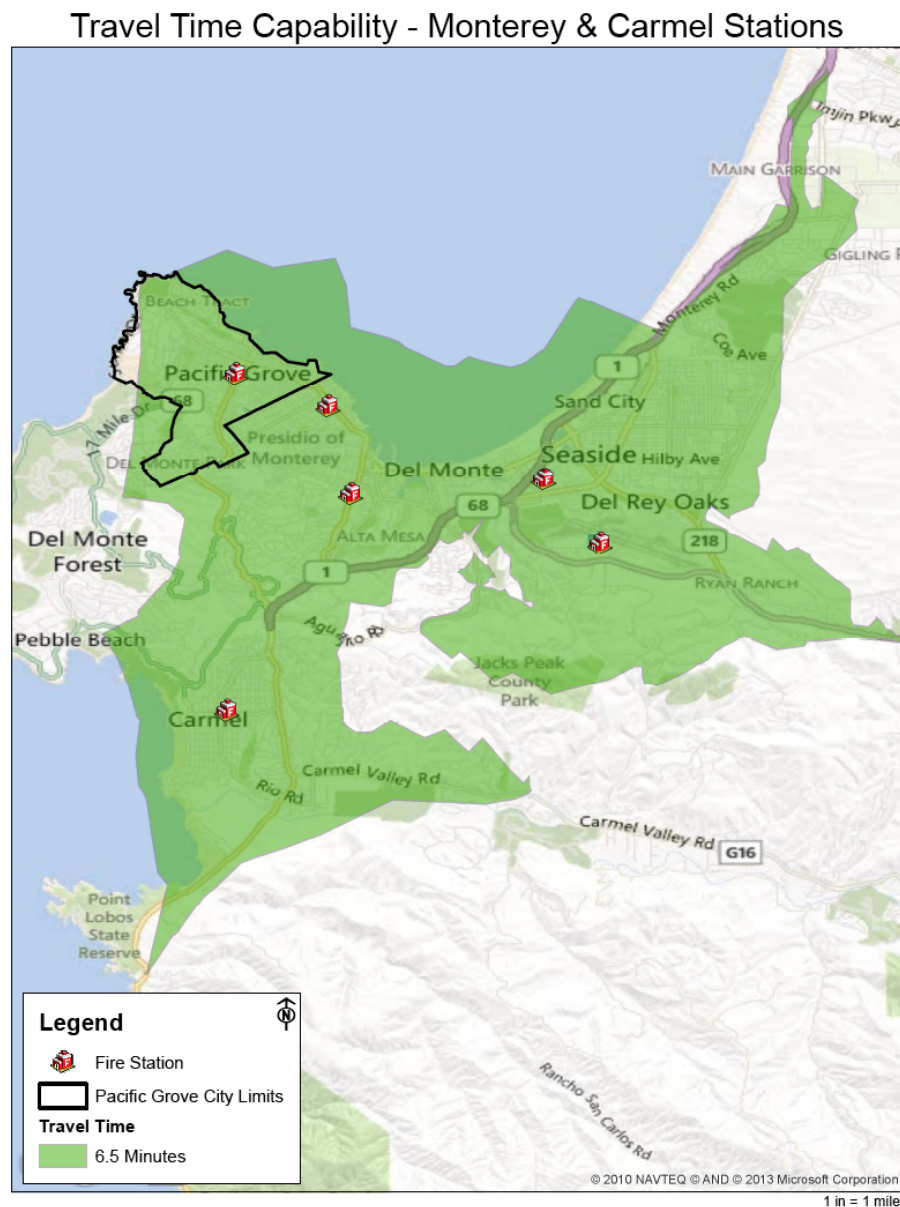 Travel Time Capability - Monterey & Carmel Stations
Imjin Pkwy
MAIN GARRISON
GIGLING R
Monterey Rd
BEACH TRACT
Coe Ave
1
Pacific Grove
68
Sand City
17 Mile Dr
Presidio of
Monterey
DEL MONTE PARK
Del Monte
Seaside
Hilby Ave
68
Del Rey Oaks
ALTA MESA
218
Del Monte
Forest
1
RYAN RANCH
Pebble Beach
Jacks Peak
County
Park
Carmel
Carmel Valley Rd
Rio Rd
Carmel Valley Rd
G16
Point
Lobos
State
Reserve
Legend
N
F Fire Station
Pacific Grove City Limits
Travel Time
6.5 Minutes
Rancho San Carlos Rd
© 2010 NAVTEQ © AND © 2013 Microsoft Corporation
1 in = 1 mile